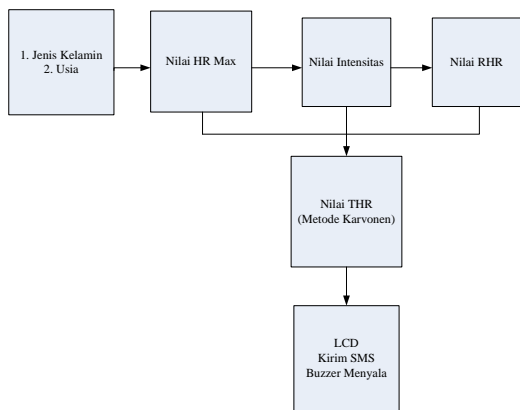 1. Jenis Kelamin
2. Usia
Nilai HR Max
Nilai Intensitas
Nilai RHR
Nilai THR
(Metode Karvonen)
LCD
Kirim SMS
Buzzer Menyala